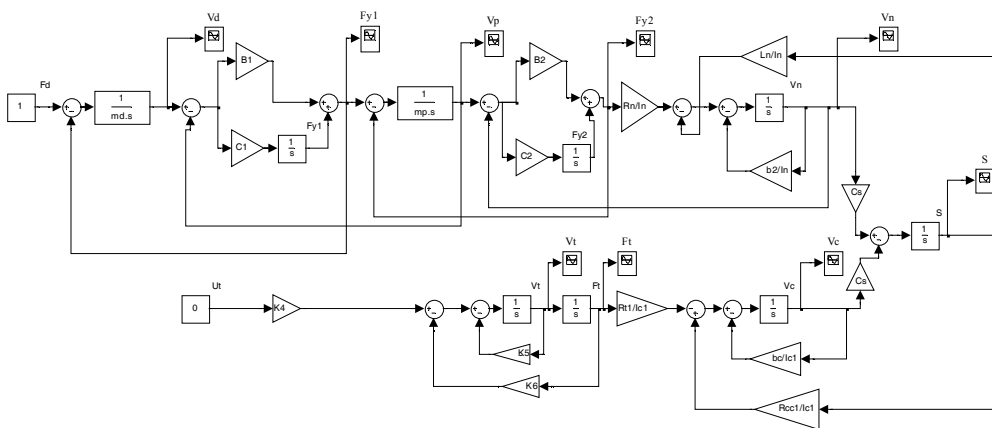 Vd
Fy1
Vp
Fy2
Vn
Fd
1
1
md.s
B1
C1
1
s
Fy1
1
mp.s
B2
C2
1
s
Fy2
Rn/In
Ln/In
1
s
Vn
b2/In
Cs
S
S
1
s
Cs
Ut
0
K4
Vt
Ft
Vt
1
s
Ft
1
s
K5
K6
Rt1/Ic1
Vc
Vc
1
s
bc/Ic1
Rcc1/Ic1